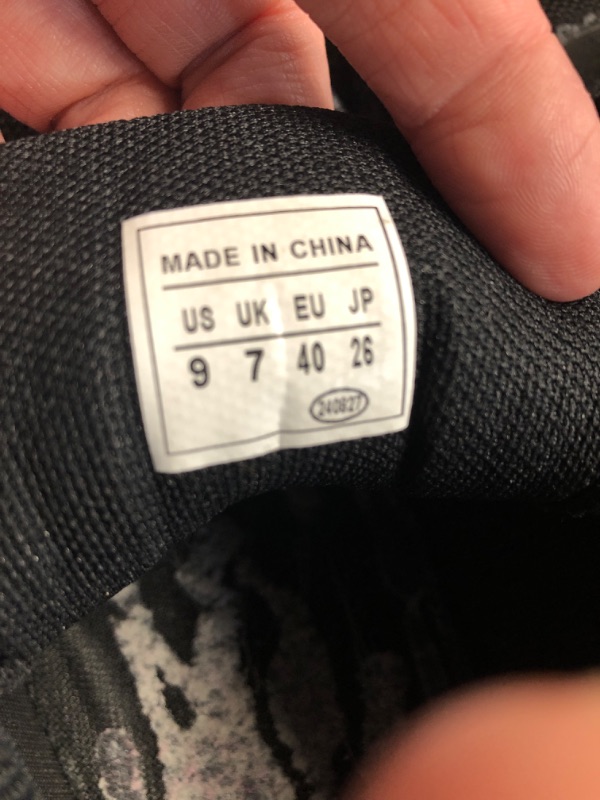 MADE IN CHINA
US UK EU JP
9 7 40 26
240827